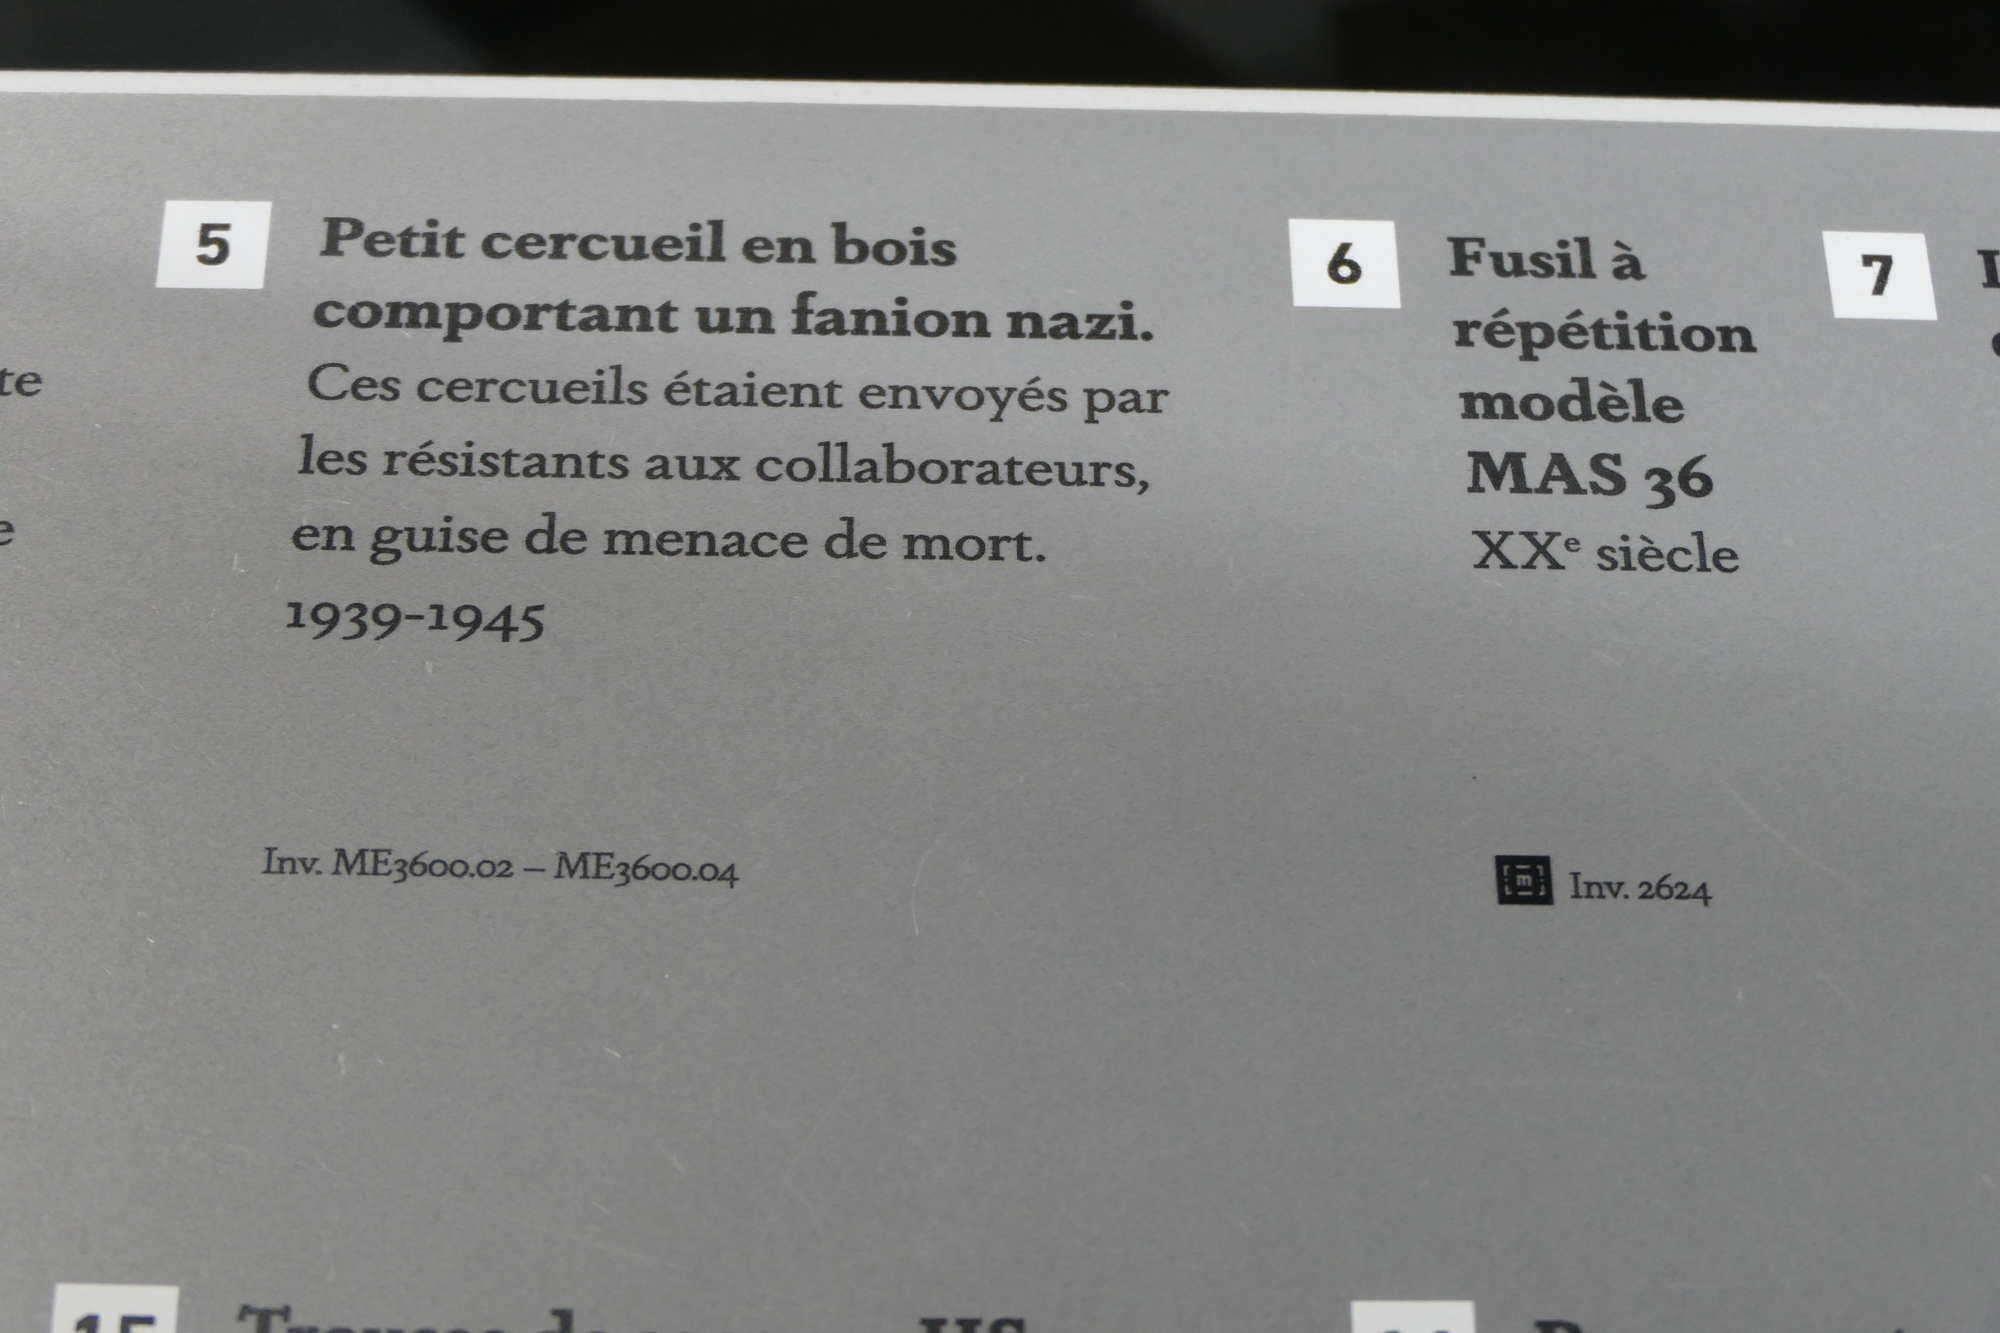 5
Petit cercueil en bois
comportant un fanion nazi.
Ces cercueils étaient envoyés par
les résistants aux collaborateurs,
en guise de menace de mort.
1939-1945
Inv. ME3600.02 – ME3600.04
6
Fusil à
répétition
modèle
MAS 36
XXe siècle
Inv. 2624
7
15